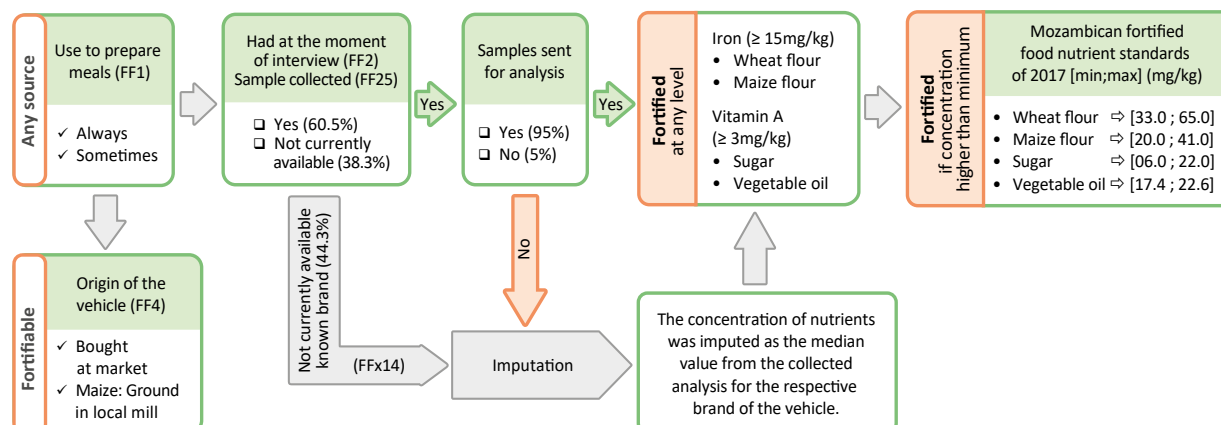 Any source
Use to prepare
meals (FF1)
✓ Always
✓ Sometimes
Had at the moment
of interview (FF2)
Sample collected (FF25)
❑ Yes (60.5%)
❑ Not currently
available (38.3%)
Yes
Samples sent
for analysis
❑ Yes (95%)
❑ No (5%)
Yes
Fortified
at any level
Iron (≥ 15mg/kg)
• Wheat flour
• Maize flour
Vitamin A
(≥ 3mg/kg)
• Sugar
• Vegetable oil
Fortified
if concentration
higher than minimum
Mozambican fortified
food nutrient standards
of 2017 [min;max] (mg/kg)
• Wheat flour ⇨ [33.0 ; 65.0]
• Maize flour ⇨ [20.0 ; 41.0]
• Sugar ⇨ [06.0 ; 22.0]
• Vegetable oil ⇨ [17.4 ; 22.6]
Fortifiable
Origin of the
vehicle (FF4)
✓ Bought
at market
✓ Maize: Ground
in local mill
Not currently available
known brand (44.3%)
(FFx14)
No
Imputation
The concentration of nutrients
was imputed as the median
value from the collected
analysis for the respective
brand of the vehicle.